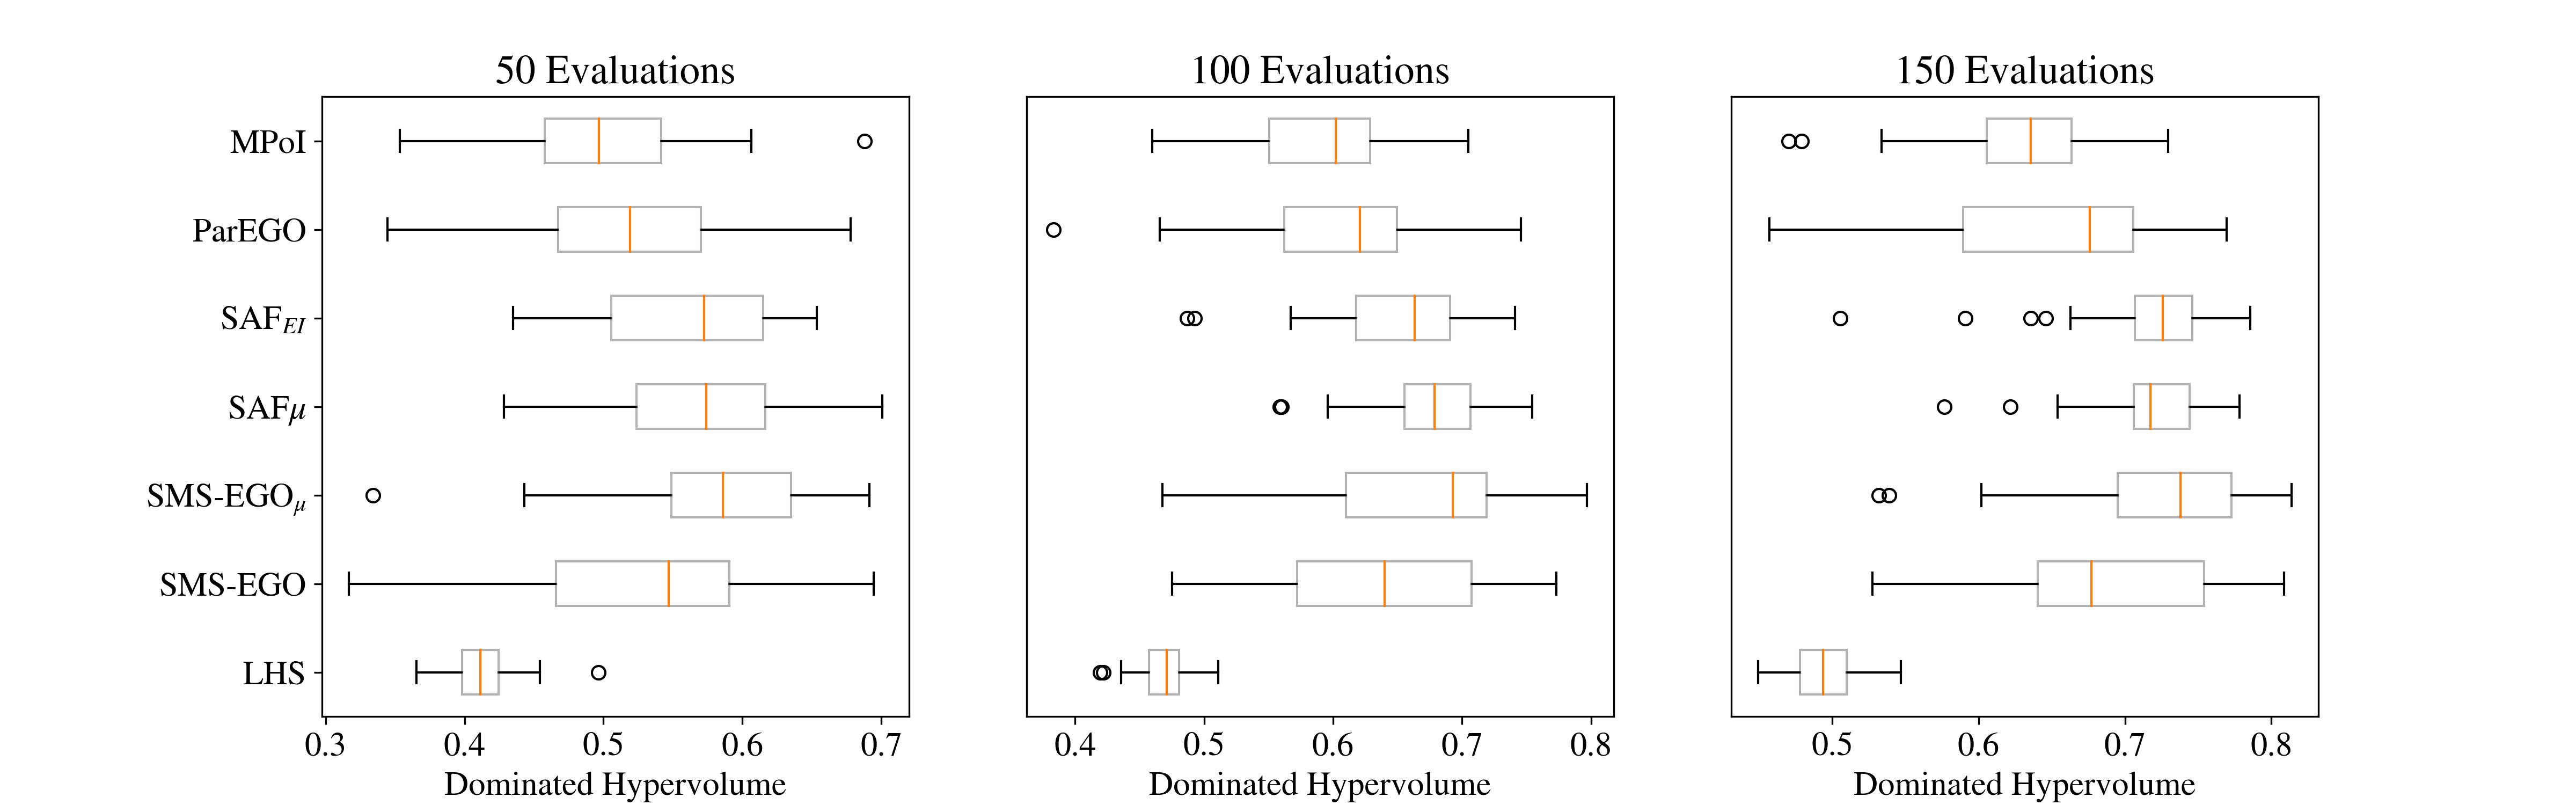 50 Evaluations
100 Evaluations
150 Evaluations
MPoI
ParEGO
SAF_EI
SAFμ
SMS-EGO_μ
SMS-EGO
LHS
0.3 0.4 0.5 0.6 0.7
0.4 0.5 0.6 0.7 0.8
0.5 0.6 0.7 0.8
Dominated Hypervolume
Dominated Hypervolume
Dominated Hypervolume